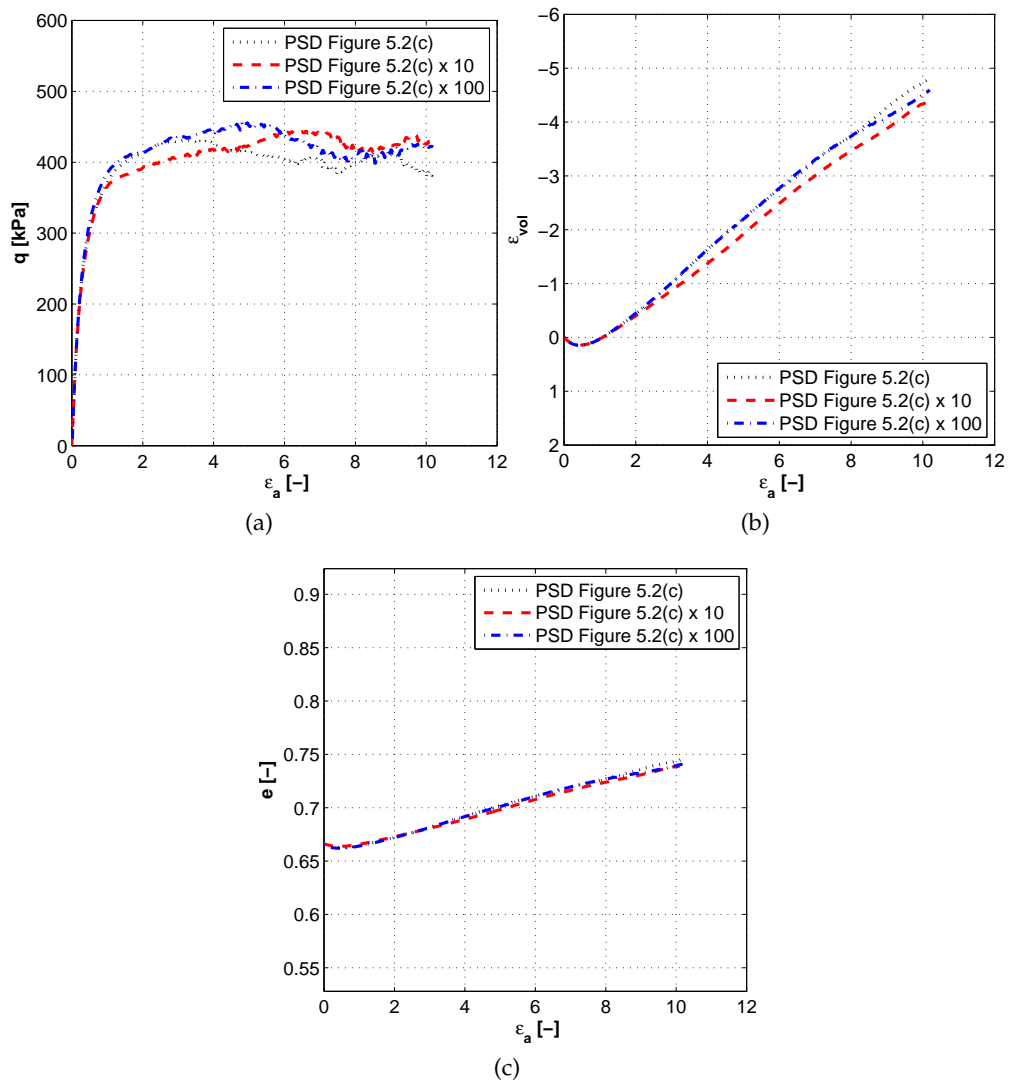 600
500
400
300
200
100
0
q [kPa]
0 2 4 6 8 10 12
εa [−]
PSD Figure 5.2(c)
PSD Figure 5.2(c) x 10
PSD Figure 5.2(c) x 100
(a)
−6
−5
−4
−3
−2
−1
0
1
2
εvol
0 2 4 6 8 10 12
εa [−]
PSD Figure 5.2(c)
PSD Figure 5.2(c) x 10
PSD Figure 5.2(c) x 100
(b)
0.9
0.85
0.8
0.75
0.7
0.65
0.6
0.55
e [−]
0 2 4 6 8 10 12
εa [−]
PSD Figure 5.2(c)
PSD Figure 5.2(c) x 10
PSD Figure 5.2(c) x 100
(c)